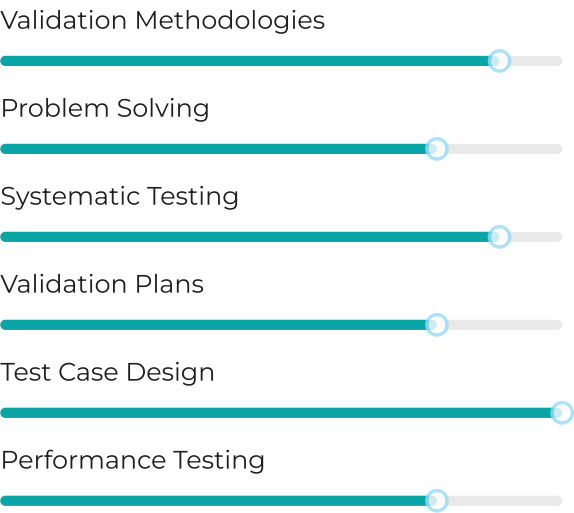 Validation Methodologies
Problem Solving
Systematic Testing
Validation Plans
Test Case Design
Performance Testing